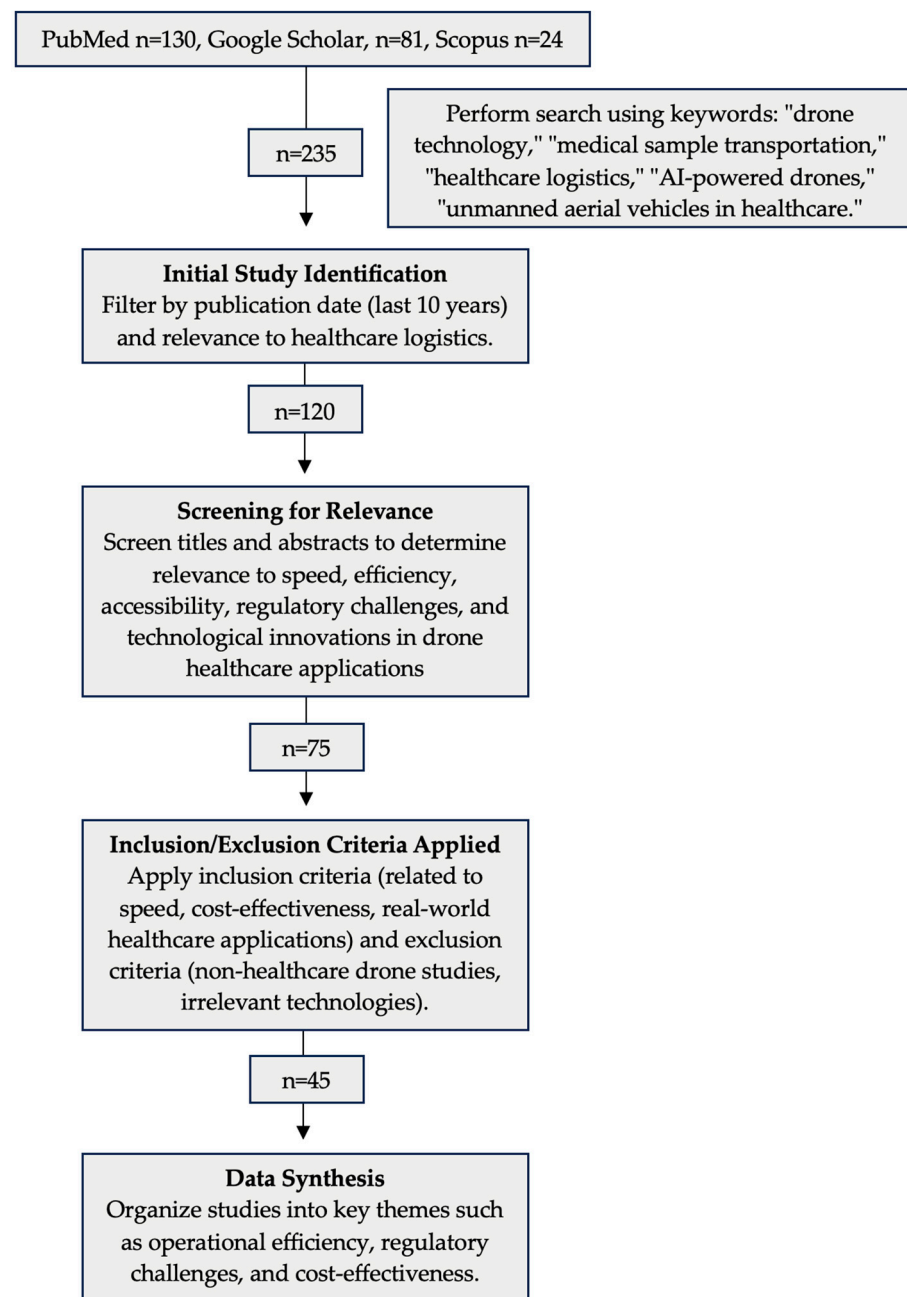 PubMed n=130, Google Scholar, n=81, Scopus n=24
n=235
Perform search using keywords: "drone
technology," "medical sample transportation,"
"healthcare logistics," "AI-powered drones,"
"unmanned aerial vehicles in healthcare."
Initial Study Identification
Filter by publication date (last 10 years)
and relevance to healthcare logistics.
n=120
Screening for Relevance
Screen titles and abstracts to determine
relevance to speed, efficiency,
accessibility, regulatory challenges, and
technological innovations in drone
healthcare applications
n=75
Inclusion/Exclusion Criteria Applied
Apply inclusion criteria (related to
speed, cost-effectiveness, real-world
healthcare applications) and exclusion
criteria (non-healthcare drone studies,
irrelevant technologies).
n=45
Data Synthesis
Organize studies into key themes such
as operational efficiency, regulatory
challenges, and cost-effectiveness.